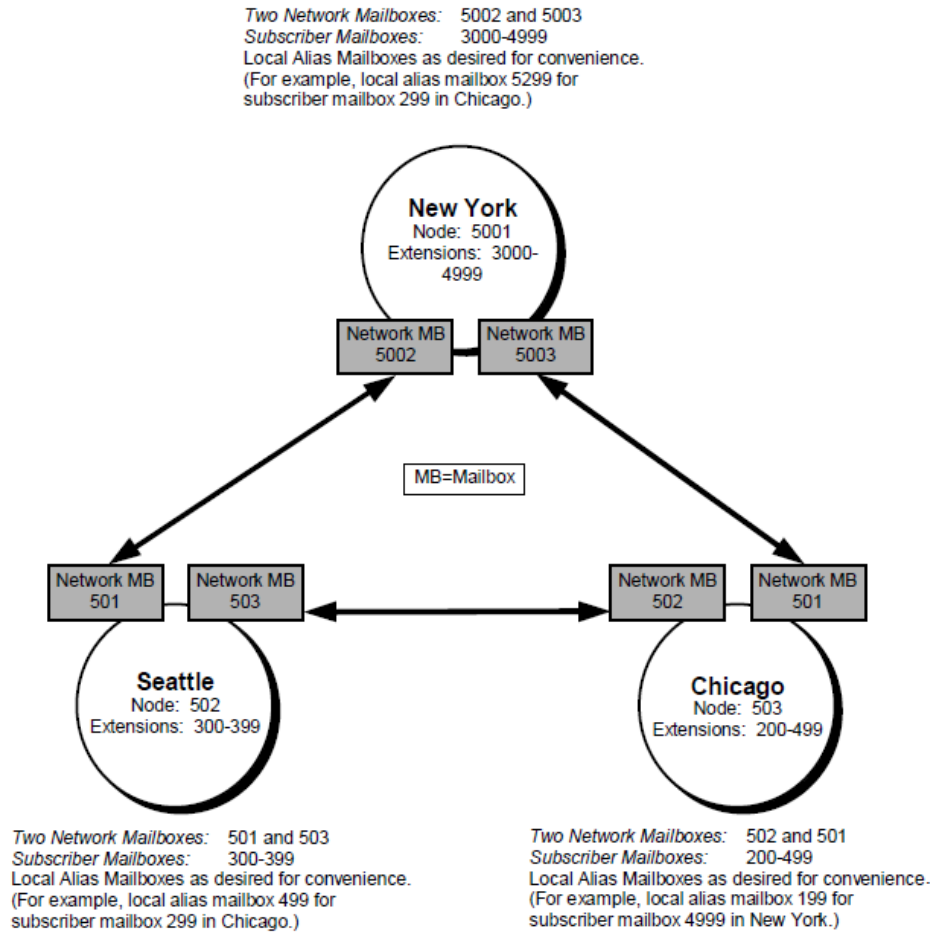 Two Network Mailboxes: 5002 and 5003
Subscriber Mailboxes: 3000-4999
Local Alias Mailboxes as desired for convenience.
(For example, local alias mailbox 5299 for
subscriber mailbox 299 in Chicago.)
New York
Node: 5001
Extensions: 3000-
4999
Network MB
5002
Network MB
5003
MB=Mailbox
Network MB
501
Network MB
503
Network MB
502
Network MB
501
Seattle
Node: 502
Extensions: 300-399
Chicago
Node: 503
Extensions: 200-499
Two Network Mailboxes: 501 and 503
Subscriber Mailboxes: 300-399
Local Alias Mailboxes as desired for convenience.
(For example, local alias mailbox 499 for
subscriber mailbox 299 in Chicago.)
Two Network Mailboxes: 502 and 501
Subscriber Mailboxes: 200-499
Local Alias Mailboxes as desired for convenience.
(For example, local alias mailbox 199 for
subscriber mailbox 4999 in New York.)